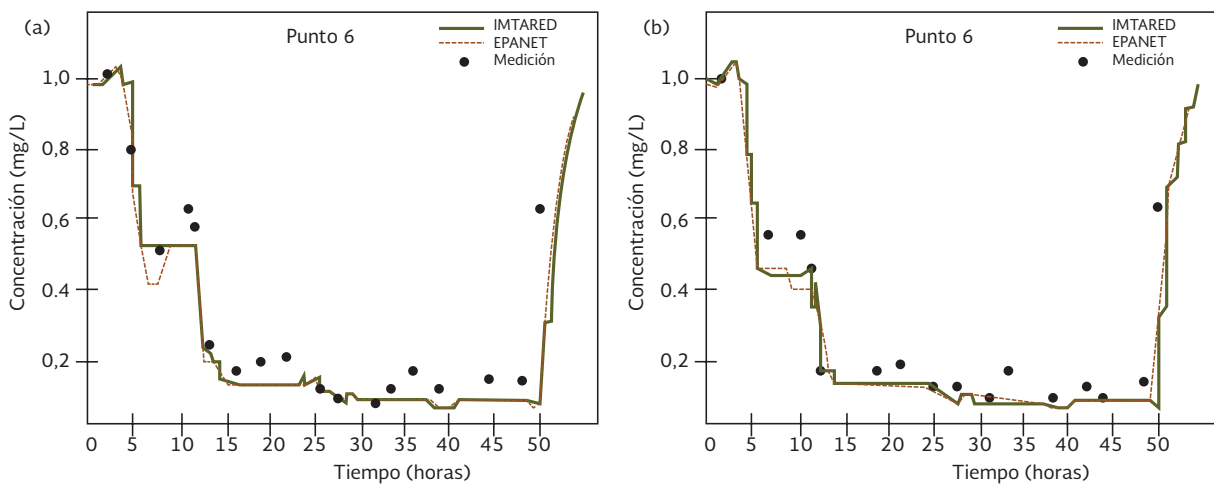 (a)
Punto 6
IMTARED
EPANET
Medición
Concentración (mg/L)
1,0
0,8
0,6
0,4
0,2
0 5 10 15 20 25 30 35 40 45 50
Tiempo (horas)
(b)
Punto 6
IMTARED
EPANET
Medición
Concentración (mg/L)
1,0
0,8
0,6
0,4
0,2
0 5 10 15 20 25 30 35 40 45 50
Tiempo (horas)